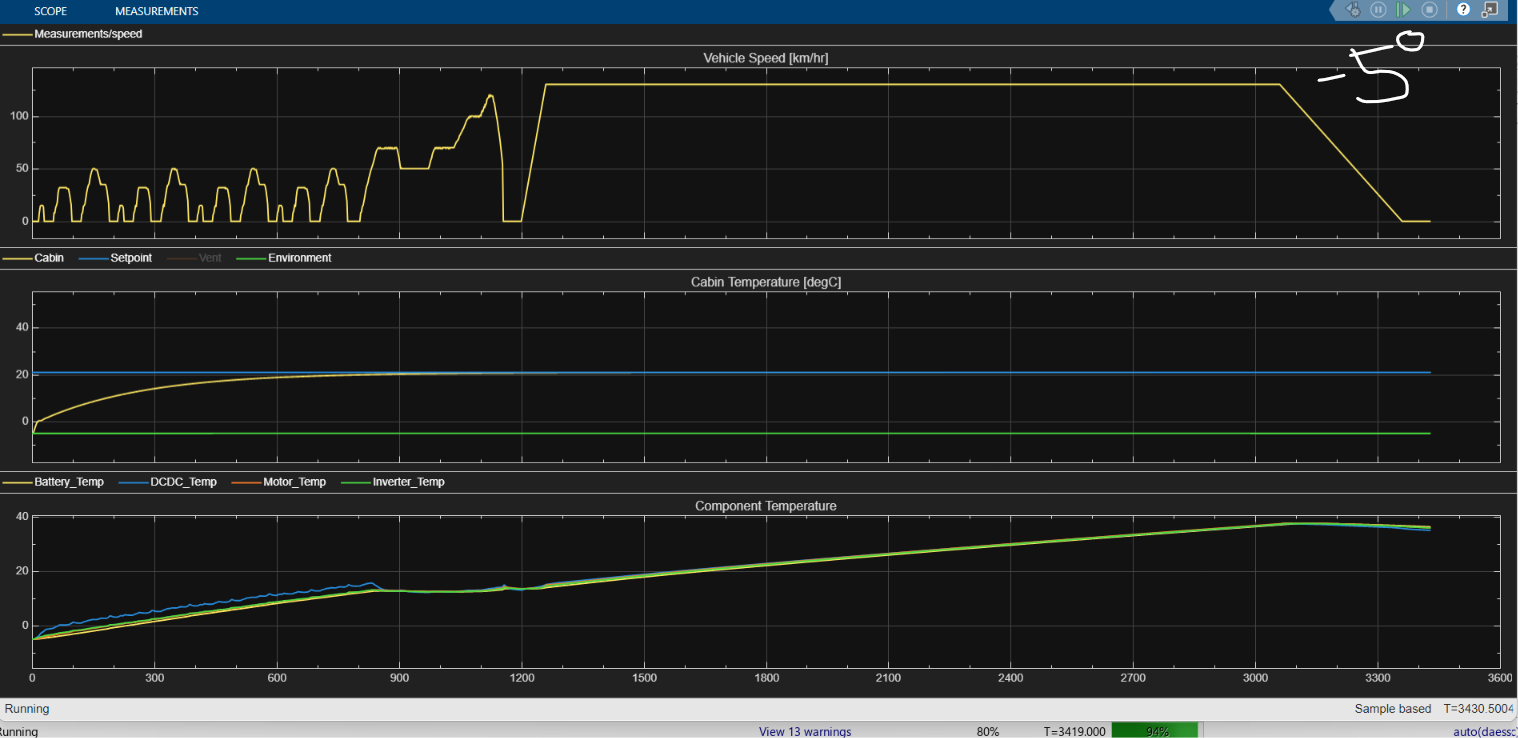 SCOPE MEASUREMENTS ?
Measurements/speed
Vehicle Speed [km/hr]
-5°
100
50
0
Cabin Setpoint Vent Environment
Cabin Temperature [degC]
40
20
0
Battery_Temp DCDC_Temp Motor_Temp Inverter_Temp
Component Temperature
40
20
0
0 300 600 900 1200 1500 1800 2100 2400 2700 3000 3300 3600
Running Sample based T=3430.5004
Running View 13 warnings 80% T=3419.000 94% auto(daessc